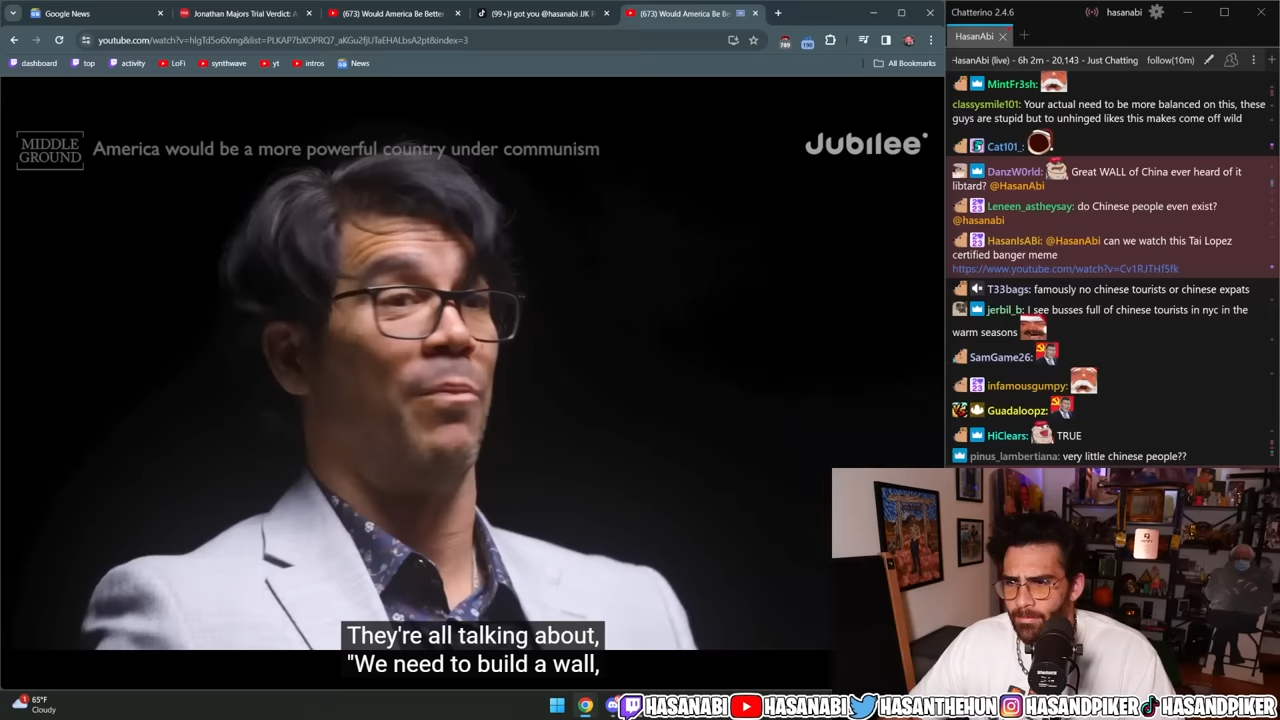 Google News
Jonathan Majors Trial Verdict: A
(673) Would America Be Better
(99+)I got you @hasanabi JJK F
(673) Would America Be Be
youtube.com/watch?v=hlgTd5o6Xmg&list=PLKAP7bXOPRQ7_aKGu2fjUTaEHALbsA2pt&index=3
789
198
dashboard
top
activity
LoFi
synthwave
yt
intros
News
All Bookmarks
MIDDLE
GROUND
America would be a more powerful country under communism
Jubilee
They're all talking about,
"We need to build a wall,
Chatterino 2.4.6
hasanabi
HasanAbi
HasanAbi (live) - 6h 2m - 20,143 - Just Chatting
follow(10m)
MintFr3sh:
classysmile101: Your actual need to be more balanced on this, these
guys are stupid but to unhinged likes this makes come off wild
Cat101_:
DanzW0rld: Great WALL of China ever heard of it
libtard? @HasanAbi
Leneen_astheysay: do Chinese people even exist?
@hasanabi
HasanIsABi: @HasanAbi can we watch this Tai Lopez
certified banger meme
https://www.youtube.com/watch?v=Cv1RJTHf5fk
T33bags: famously no chinese tourists or chinese expats
jerbil_b: I see busses full of chinese tourists in nyc in the
warm seasons
SamGame26:
infamousgumpy:
Guadaloopz:
HiClears: TRUE
pinus_lambertiana: very little chinese people??
1
65°F
Cloudy
HASANABI
HASANABI
HASANTHEHUN
HASANDPIKER
HASANDPIKER